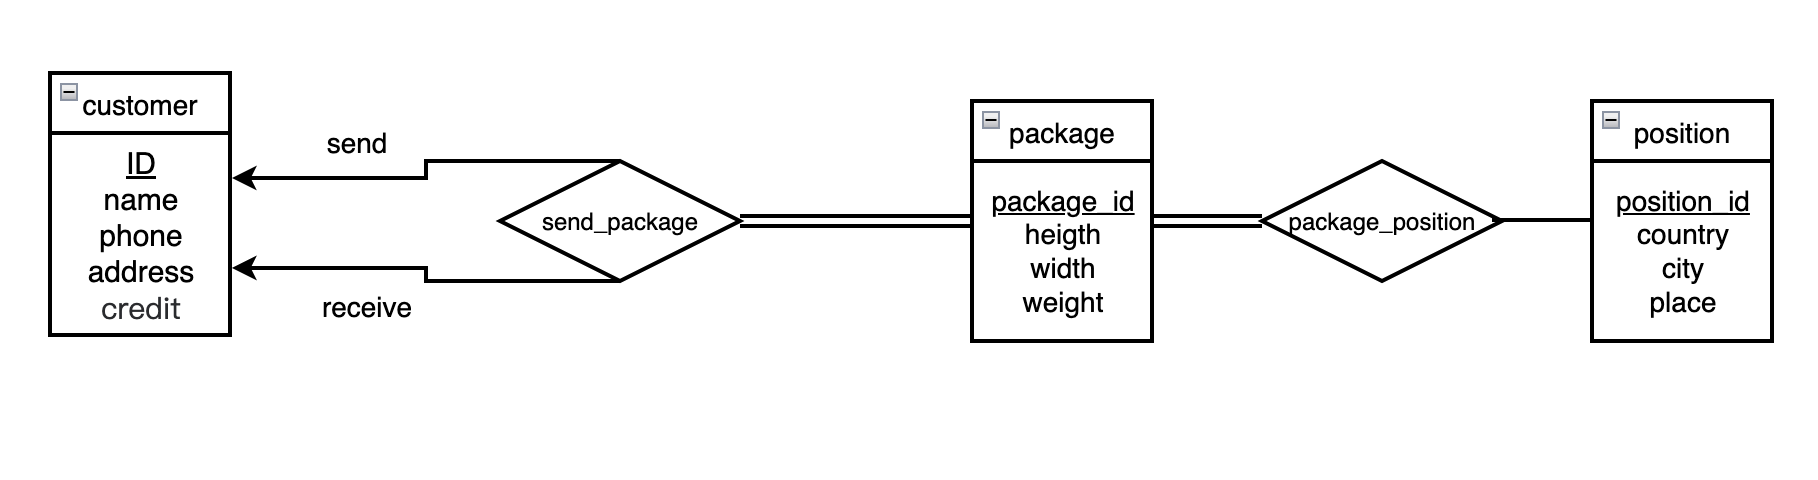 customer
ID
name
phone
address
credit
send
receive
send_package
package
package_id
heigth
width
weight
package_position
position
position_id
country
city
place